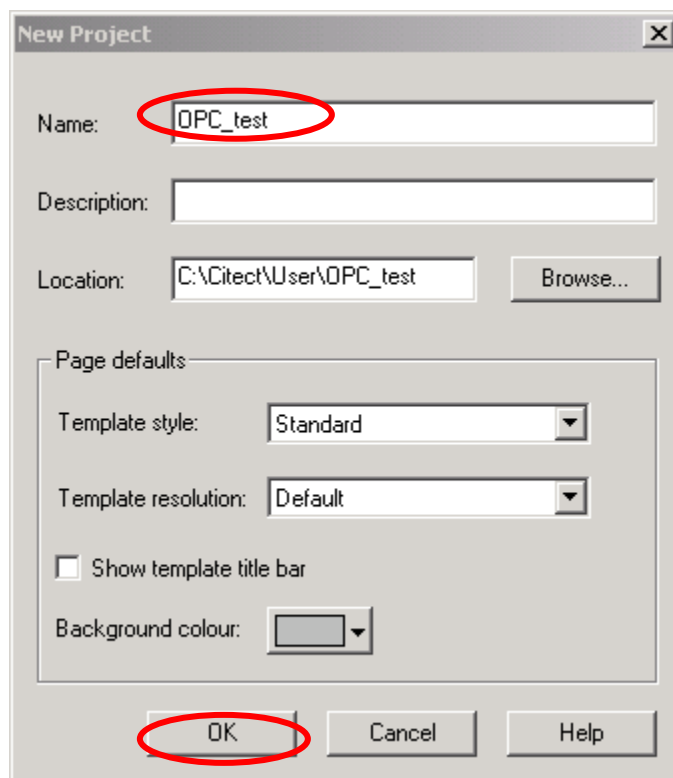 New Project
Name: OPC_test
Description:
Location: C:\Citect\User\OPC_test Browse...
Page defaults
Template style: Standard
Template resolution: Default
Show template title bar
Background colour:
OK Cancel Help